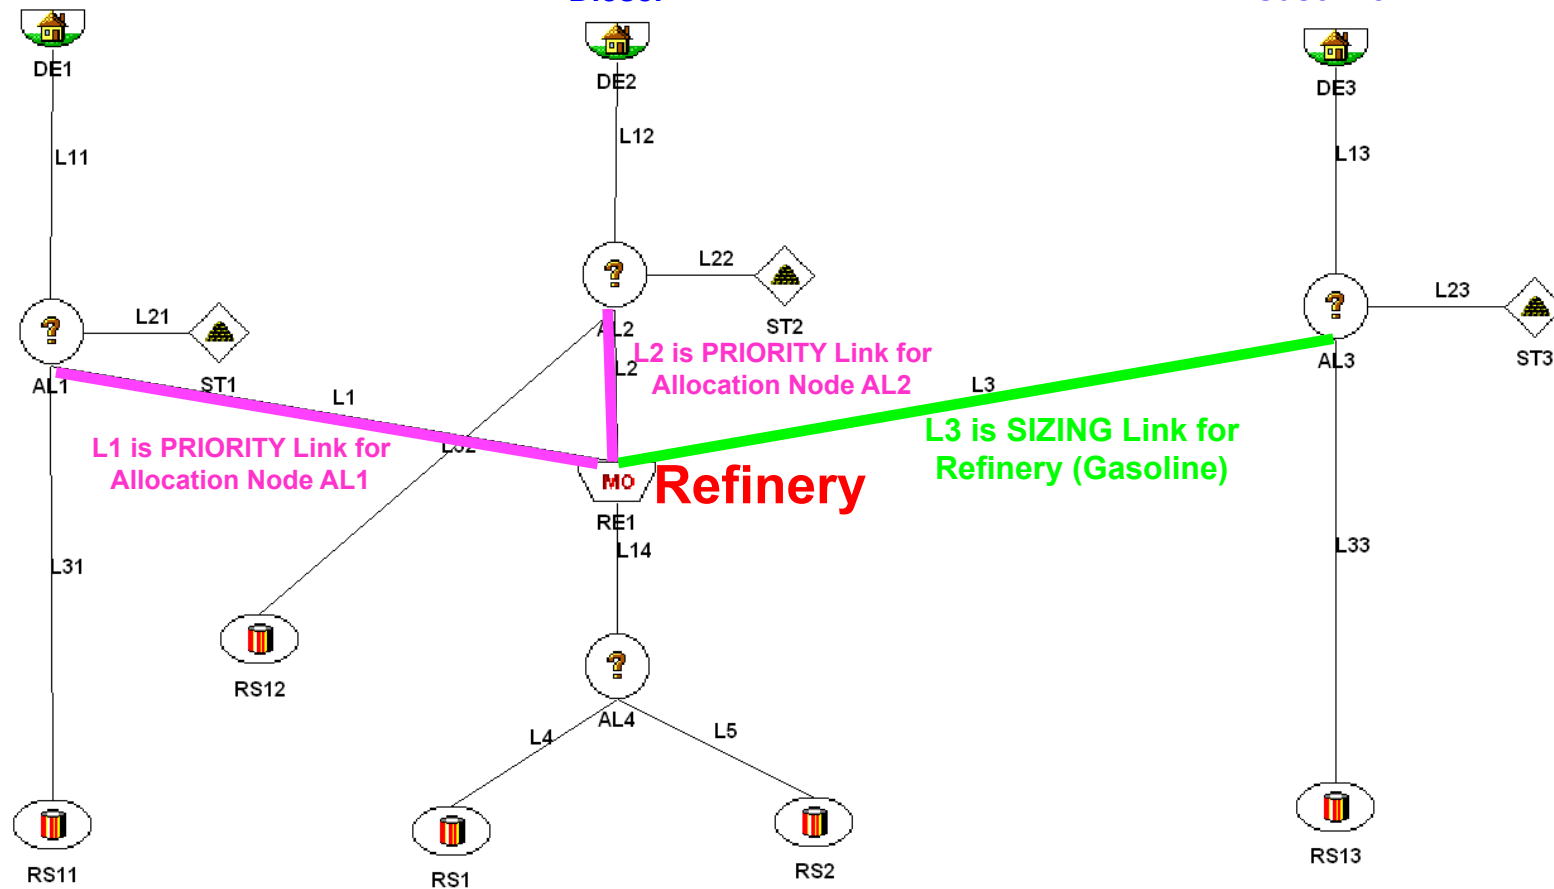 DE1
DE2
DE3
L11
L12
L13
L21
L22
L23
AL1
ST1
AL2
ST2
AL3
ST3
L2 is PRIORITY Link for
Allocation Node AL2
L2
L1
L3
L1 is PRIORITY Link for
Allocation Node AL1
L32
L3 is SIZING Link for
Refinery (Gasoline)
MO
Refinery
RE1
L14
L31
L33
RS12
AL4
L4
L5
RS11
RS1
RS2
RS13